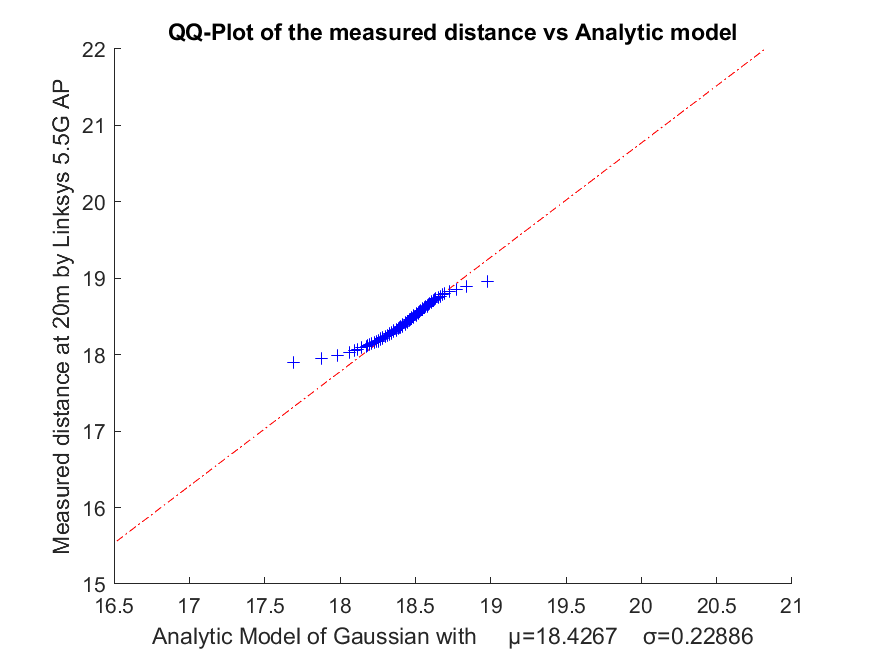 QQ-Plot of the measured distance vs Analytic model
Measured distance at 20m by Linksys 5.5G AP
22
21
20
19
18
17
16
15
16.5 17 17.5 18 18.5 19 19.5 20 20.5 21
Analytic Model of Gaussian with μ=18.4267 σ=0.22886